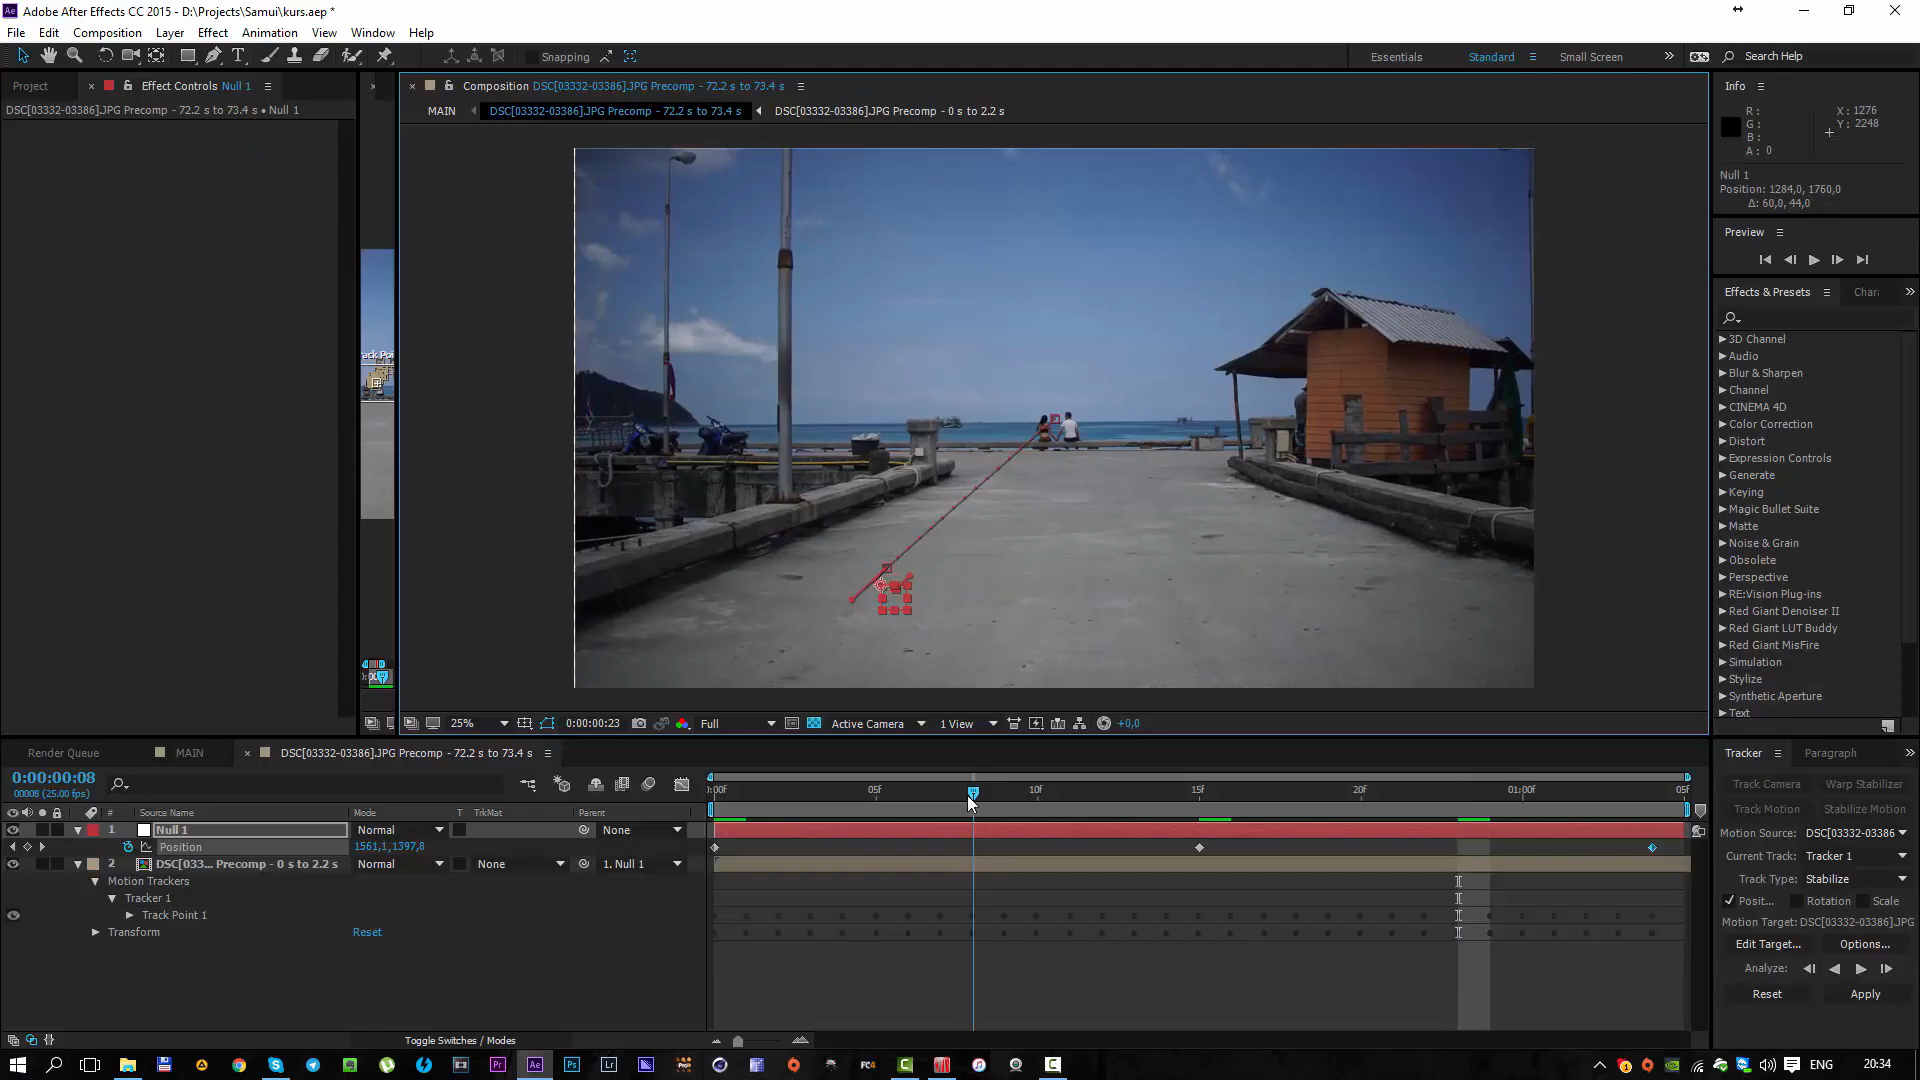 Adobe After Effects CC 2015 - D:\Projects\Samui\kurs.aep *
File Edit Composition Layer Effect Animation View Window Help
Snapping
Essentials Standard Small Screen » Search Help
Project × Effect Controls Null 1
DSC[03332-03386].JPG Precomp - 72.2 s to 73.4 s • Null 1
× Composition DSC[03332-03386].JPG Precomp - 72.2 s to 73.4 s
MAIN DSC[03332-03386].JPG Precomp - 72.2 s to 73.4 s DSC[03332-03386].JPG Precomp - 0 s to 2.2 s
Info
R:
G:
B:
A: 0
X: 1276
Y: 2248
Null 1
Position: 1284,0, 1760,0
Δ: 60,0, 44,0
Preview
Effects & Presets Chara »
3D Channel
Audio
Blur & Sharpen
Channel
CINEMA 4D
Color Correction
Distort
Expression Controls
Generate
Keying
Magic Bullet Suite
Matte
Noise & Grain
Obsolete
Perspective
RE:Vision Plug-ins
Red Giant Denoiser II
Red Giant LUT Buddy
Red Giant MisFire
Simulation
Stylize
Synthetic Aperture
Text
rack Poi
25% 0:00:00:23 Full Active Camera 1 View +0,0
Render Queue MAIN × DSC[03332-03386].JPG Precomp - 72.2 s to 73.4 s
0:00:00:08
00008 (25.00 fps)
# Source Name Mode T TrkMat Parent
1 Null 1 Normal None
Position 1561,1,1397,8
2 DSC[033... Precomp - 0 s to 2.2 s Normal None 1. Null 1
Motion Trackers
Tracker 1
Track Point 1
Transform Reset
0:00F 05f 10f 15f 20f 01:00f 05f
Toggle Switches / Modes
Tracker Paragraph »
Track Camera Warp Stabilizer
Track Motion Stabilize Motion
Motion Source: DSC[03332-03386
Current Track: Tracker 1
Track Type: Stabilize
Posit... Rotation Scale
Motion Target: DSC[03332-03386].JPG
Edit Target... Options...
Analyze:
Reset Apply
Pr Ae Ps Lr FC4
ENG 20:34